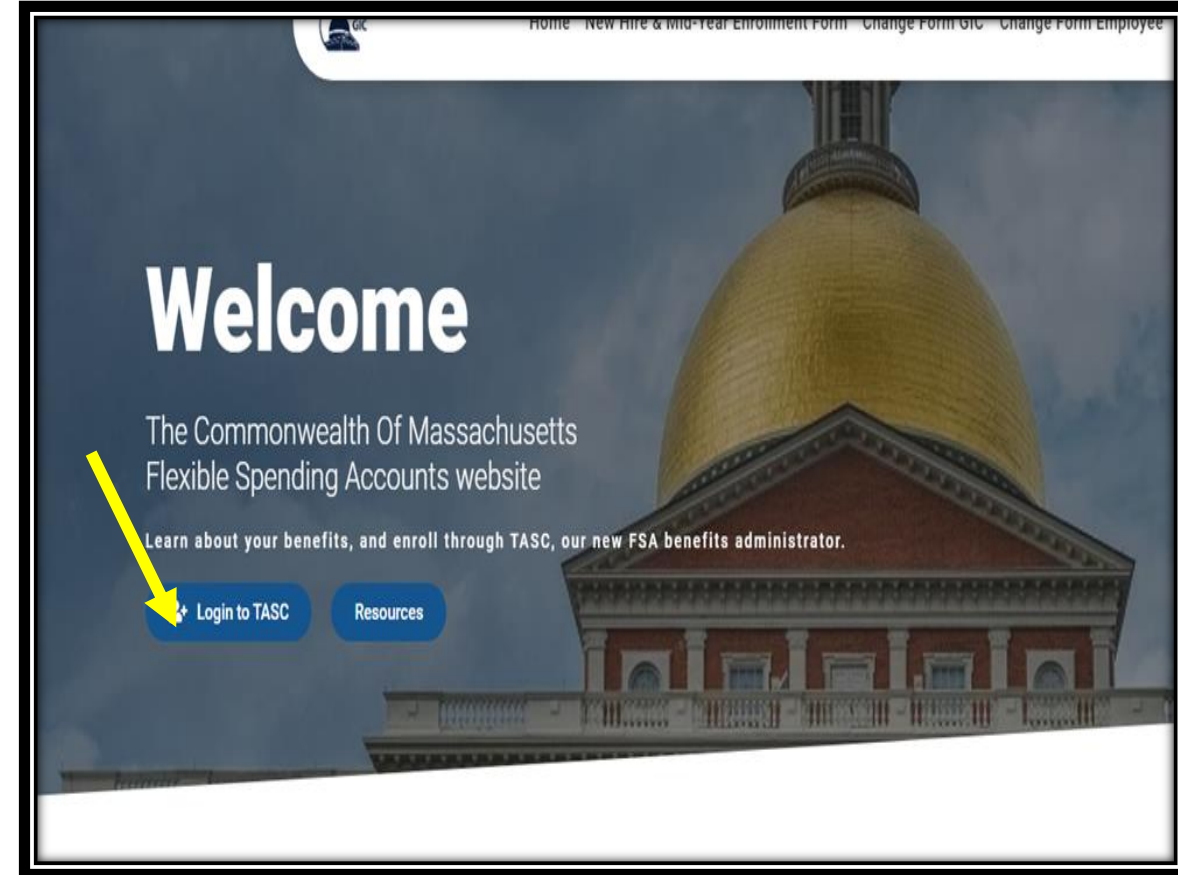 GIC
Home New Hire & Mid-Year Enrollment Form Change Form GIC Change Form Employee
Welcome
The Commonwealth Of Massachusetts
Flexible Spending Accounts website
Learn about your benefits, and enroll through TASC, our new FSA benefits administrator.
Login to TASC Resources